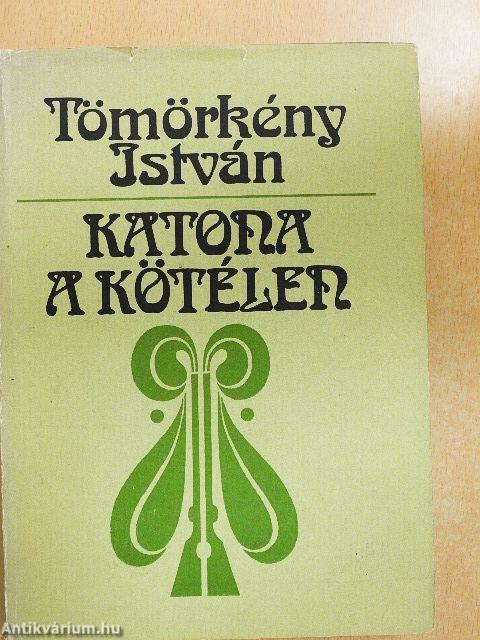 Tömörkény
István
KATONA
A KÖTÉLEN
Antikvárium.hu